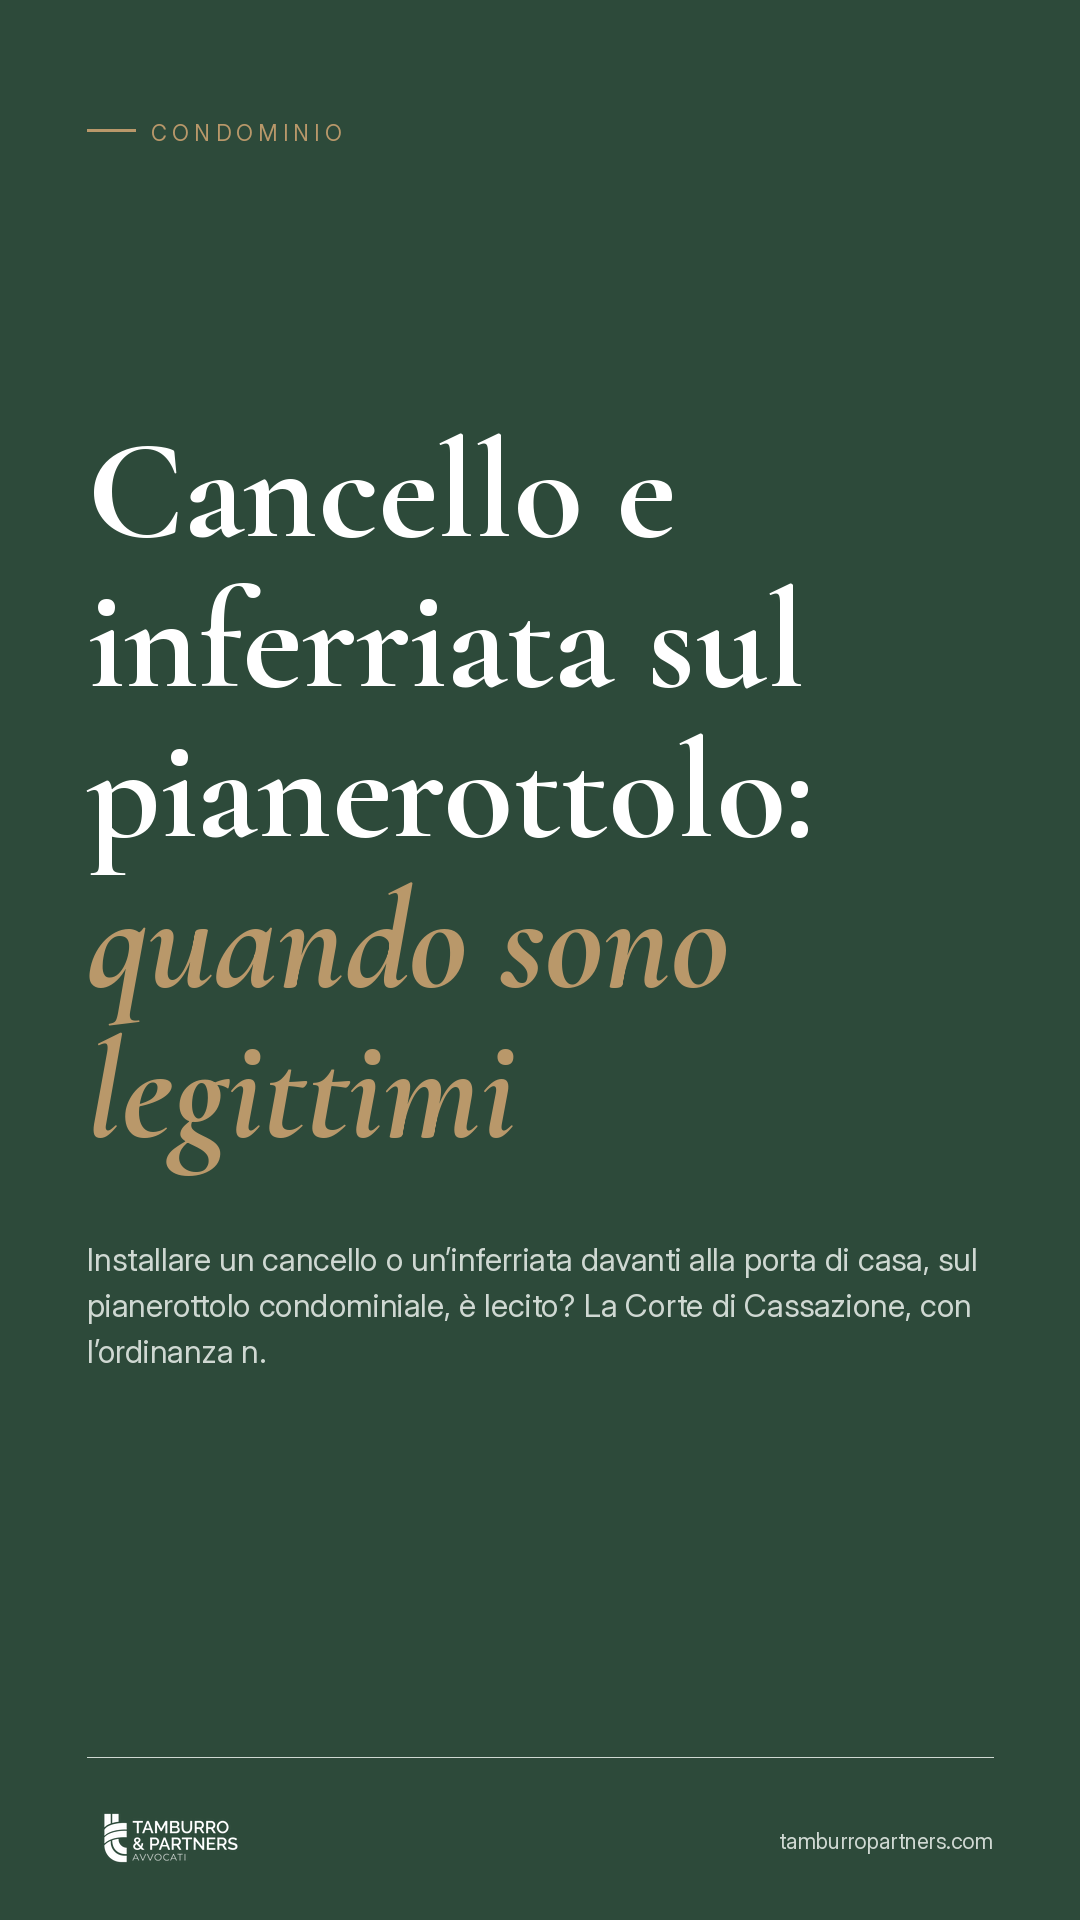 CONDOMINIO
Cancello e
inferriata sul
pianerottolo:
quando sono
legittimi
Installare un cancello o un’inferriata davanti alla porta di casa, sul
pianerottolo condominiale, è lecito? La Corte di Cassazione, con
l’ordinanza n.
TAMBURRO
& PARTNERS
AVVOCATI
tamburropartners.com